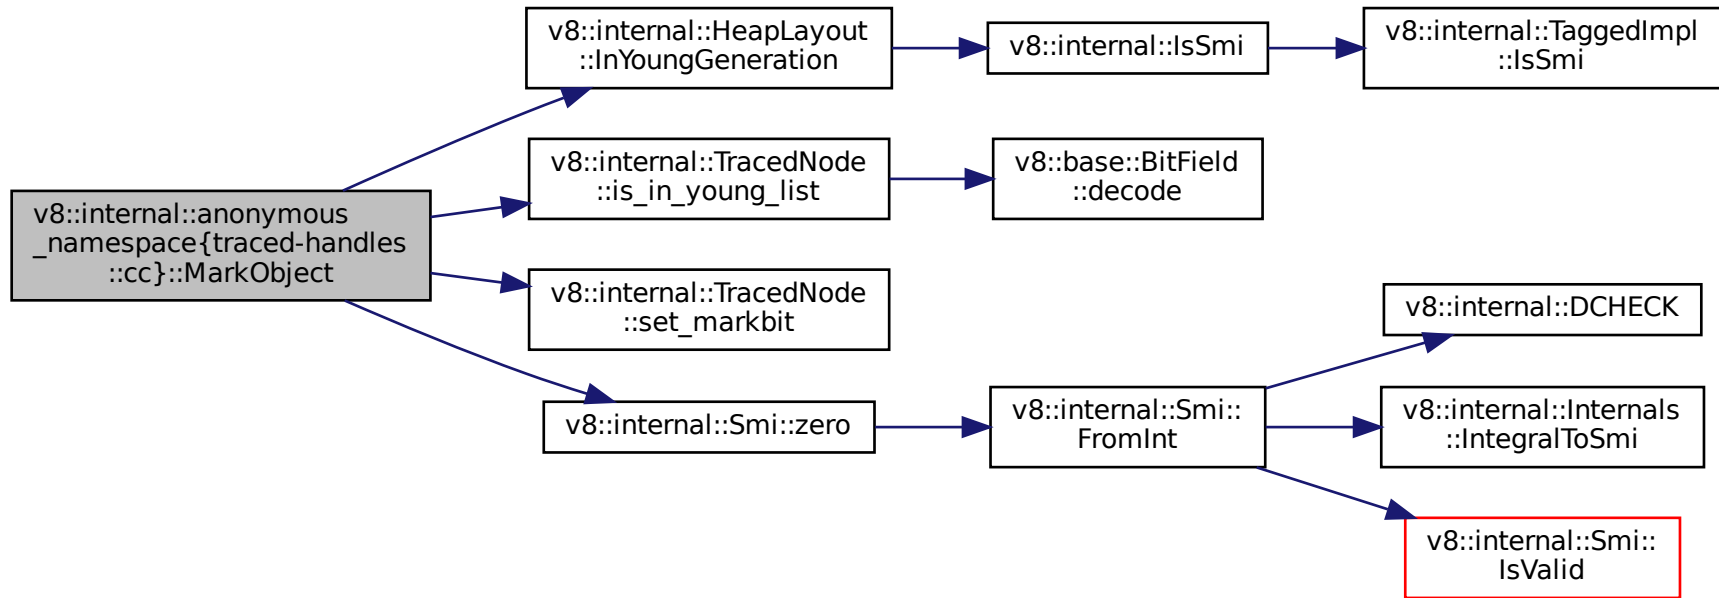 v8::internal::HeapLayout
::InYoungGeneration
v8::internal::IsSmi
v8::internal::TaggedImpl
::IsSmi
v8::internal::TracedNode
::is_in_young_list
v8::base::BitField
::decode
v8::internal::anonymous
_namespace{traced-handles
::cc}::MarkObject
v8::internal::TracedNode
::set_markbit
v8::internal::DCHECK
v8::internal::Smi::zero
v8::internal::Smi::
FromInt
v8::internal::Internals
::IntegralToSmi
v8::internal::Smi::
IsValid